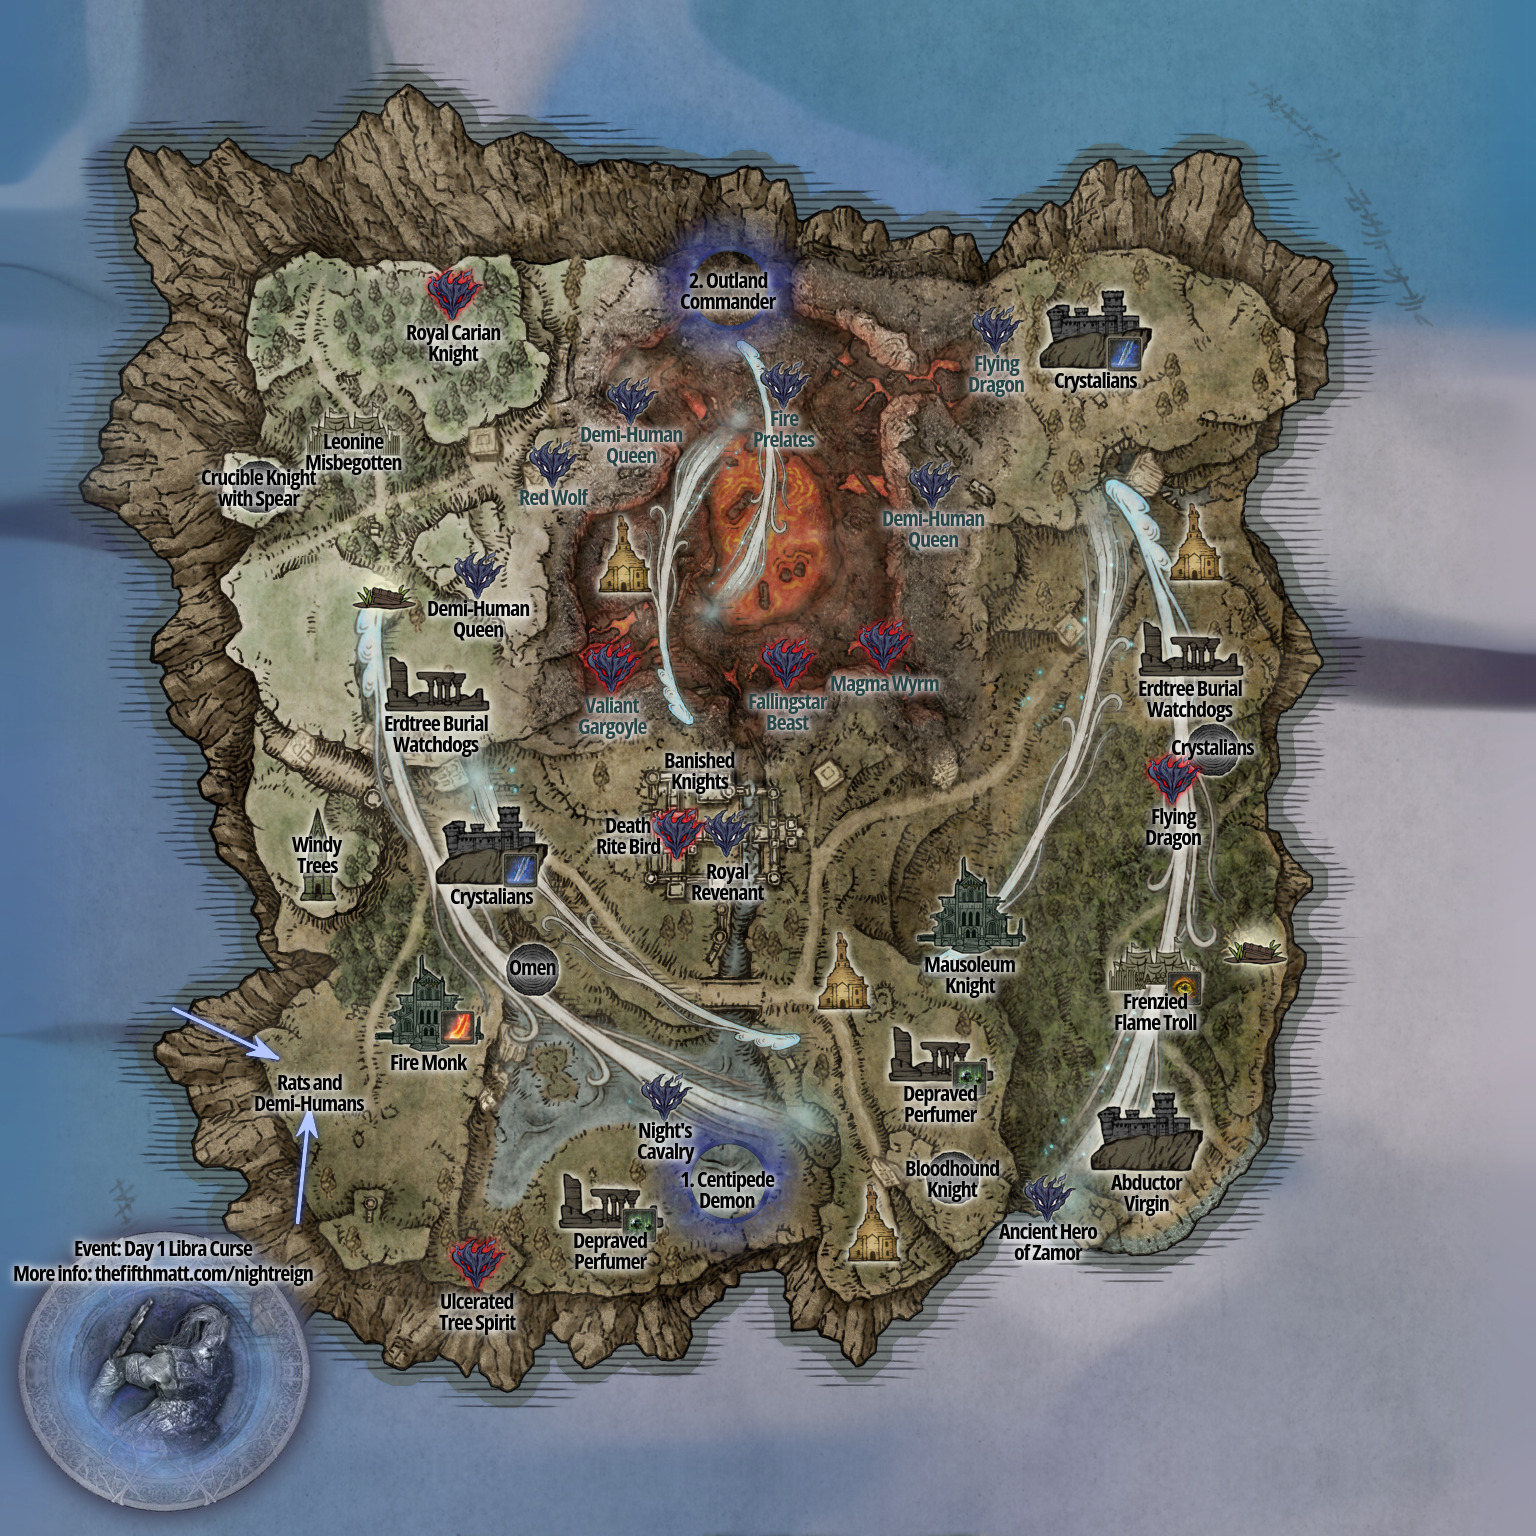 2. Outland
Commander
Royal Carian
Knight
Flying
Dragon
Crystalians
Demi-Human
Queen
Fire
Prelates
Leonine
Misbegotten
Crucible Knight
with Spear
Red Wolf
Demi-Human
Queen
Demi-Human
Queen
Erdtree Burial
Watchdogs
Valiant
Gargoyle
Fallingstar
Beast
Magma Wyrm
Erdtree Burial
Watchdogs
Crystalians
Flying
Dragon
Banished
Knights
Death
Rite Bird
Royal
Revenant
Windy
Trees
Crystalians
Omen
Mausoleum
Knight
Frenzied
Flame Troll
Fire Monk
Rats and
Demi-Humans
Depraved
Perfumer
Night's
Cavalry
1. Centipede
Demon
Bloodhound
Knight
Abductor
Virgin
Ancient Hero
of Zamor
Depraved
Perfumer
Event: Day 1 Libra Curse
More info: thefifthmatt.com/nightreign
Ulcerated
Tree Spirit